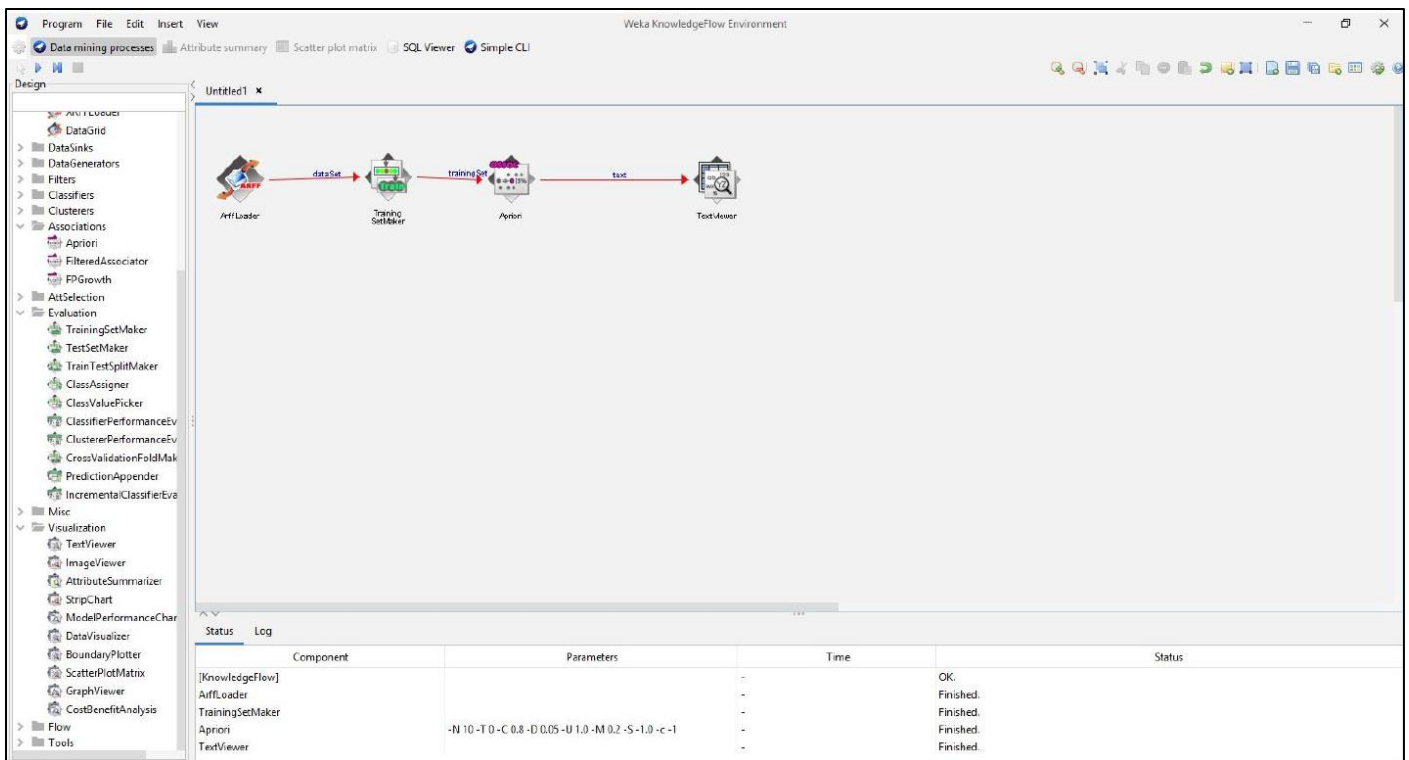 Program File Edit Insert View Weka KnowledgeFlow Environment
Data mining processes Attribute summary Scatter plot matrix SQL Viewer Simple CLI
Design
Untitled1
DataGrid
DataSinks
DataGenerators
Filters
Classifiers
Clusterers
Associations
Apriori
FilteredAssociator
FPGrowth
AttSelection
Evaluation
TrainingSetMaker
TestSetMaker
TrainTestSplitMaker
ClassAssigner
ClassValuePicker
ClassifierPerformanceEv
ClustererPerformanceEv
CrossValidationFoldMak
PredictionAppender
IncrementalClassifierEva
Misc
Visualization
TextViewer
ImageViewer
AttributeSummarizer
StripChart
ModelPerformanceChar
DataVisualizer
BoundaryPlotter
ScatterPlotMatrix
GraphViewer
CostBenefitAnalysis
Flow
Tools
dataSet trainingSet text
ARFF Train assoc
ArffLoader Training Apriori TextViewer
SetMaker
Status Log
Component Parameters Time Status
[KnowledgeFlow] - OK.
ArffLoader - Finished.
TrainingSetMaker - Finished.
Apriori -N 10 -T 0 -C 0.8 -D 0.05 -U 1.0 -M 0.2 -S -1.0 -c -1 - Finished.
TextViewer - Finished.